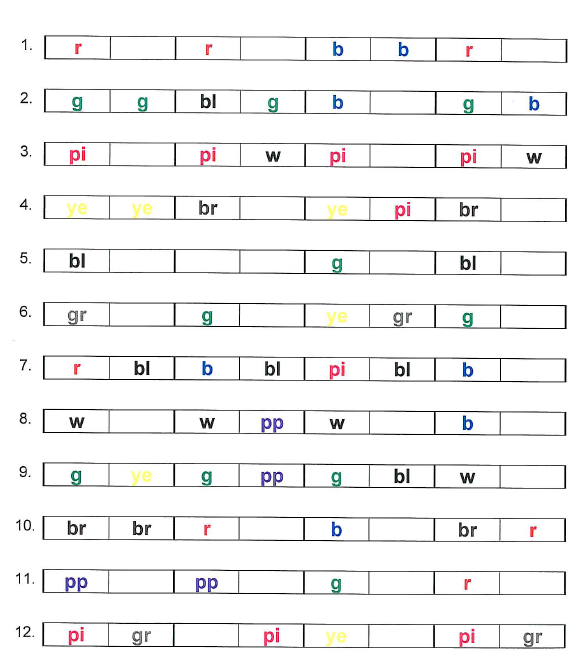 1. r r b b r
2. g g bl g b g b
3. pi pi w pi pi w
4. ye ye br ye pi br
5. bl g bl
6. gr g ye gr g
7. r bl b bl pi bl b
8. w w pp w b
9. g ye g pp g bl w
10. br br r b br r
11. pp pp g r
12. pi gr pi ye pi gr